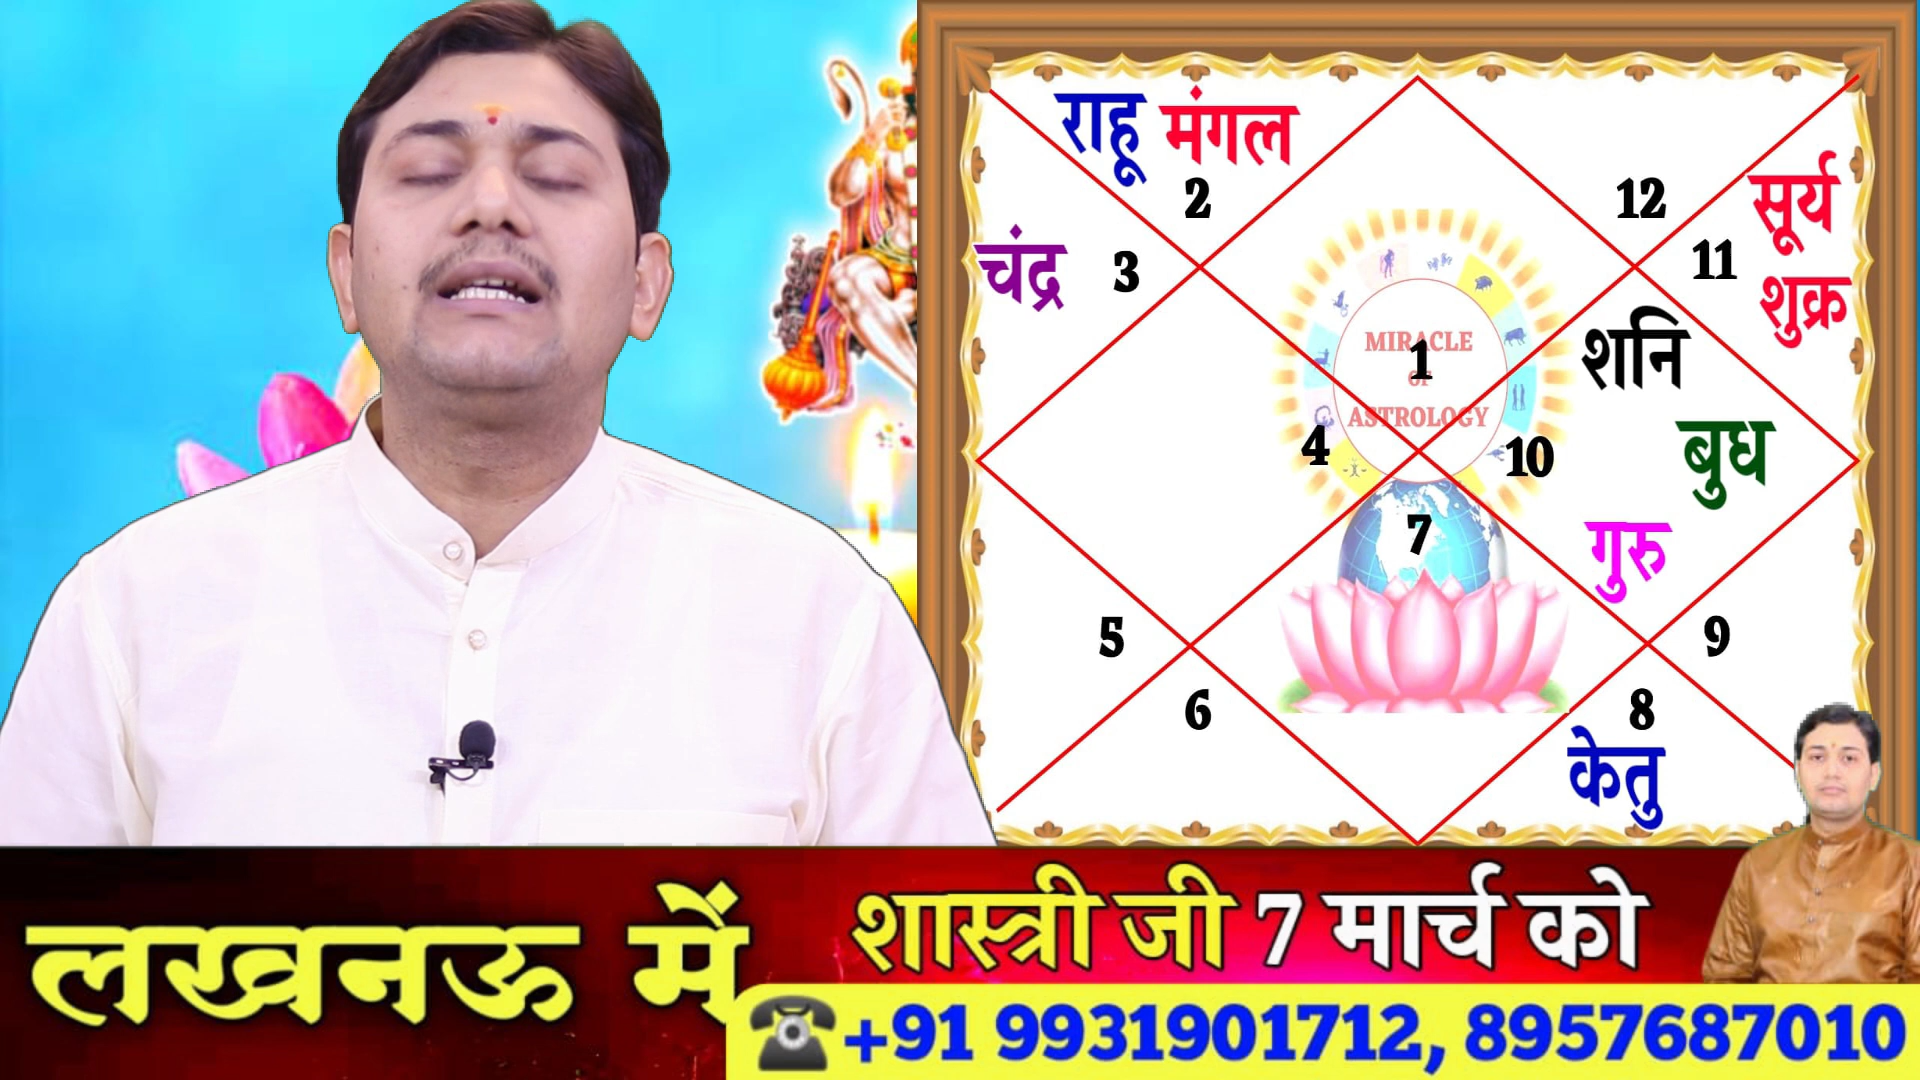 राहू मंगल
2
12
सूर्य
चंद्र
3
11
शुक्र
शनि
MIRACLE
1
OF
ASTROLOGY
4
10
बुध
7
गुरु
5
9
6
8
केतु
लखनऊ में
शास्त्री जी 7 मार्च को
+91 9931901712, 8957687010